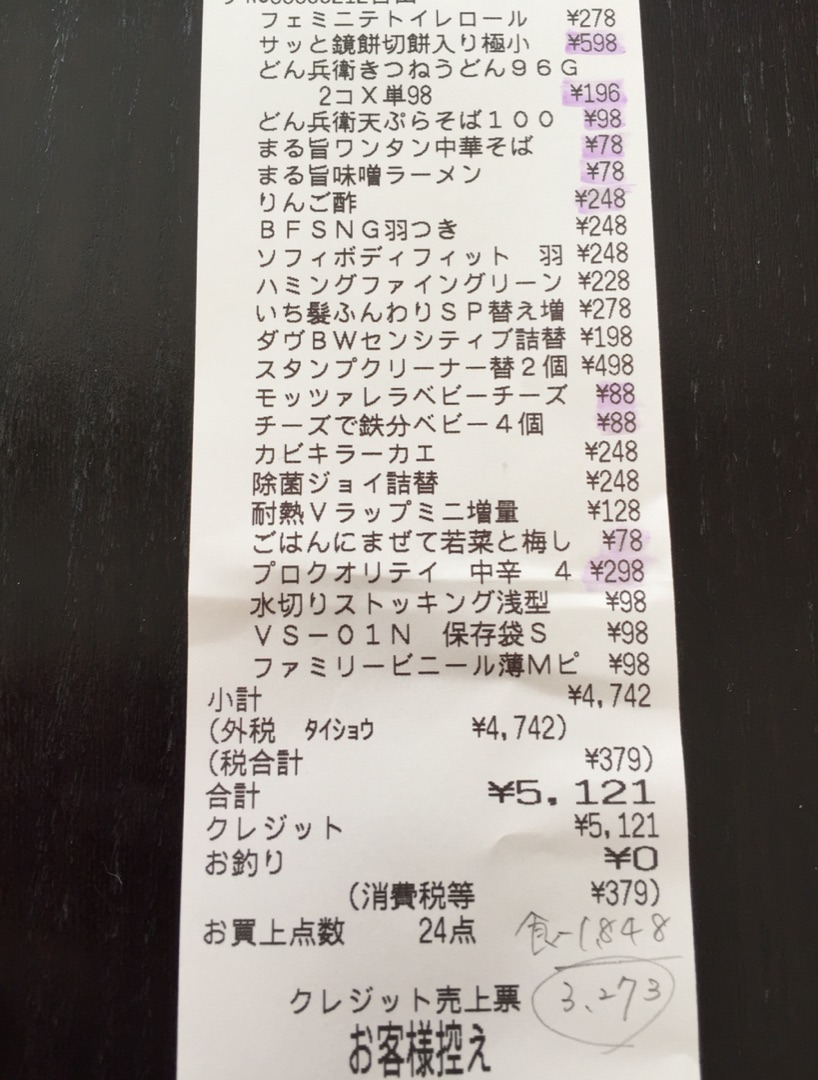 フェミニテトイレロール ¥278
サッと鏡餅切餅入り極小 ¥598
どん兵衛きつねうどん96G
2コX単98 ¥196
どん兵衛天ぷらそば100 ¥98
まる旨ワンタン中華そば ¥78
まる旨味噌ラーメン ¥78
りんご酢 ¥248
BFSNG羽つき ¥248
ソフィボディフィット 羽 ¥248
ハミングファイングリーン ¥228
いち髪ふんわりSP替え増 ¥278
ダヴBWセンシティブ詰替 ¥198
スタンプクリーナー替2個 ¥498
モッツァレラベビーチーズ ¥88
チーズで鉄分ベビー4個 ¥88
カビキラーカエ ¥248
除菌ジョイ詰替 ¥248
耐熱Vラップミニ増量 ¥128
ごはんにまぜて若菜と梅し ¥78
プロクオリテイ 中辛 4 ¥298
水切りストッキング浅型 ¥98
VS-01N 保存袋S ¥98
ファミリービニール薄Mピ ¥98
小計 ¥4,742
(外税 タイショウ ¥4,742)
(税合計 ¥379)
合計 ¥5,121
クレジット ¥5,121
お釣り ¥0
(消費税等 ¥379)
お買上点数 24点 食-1,848
クレジット売上票 3,273
お客様控え